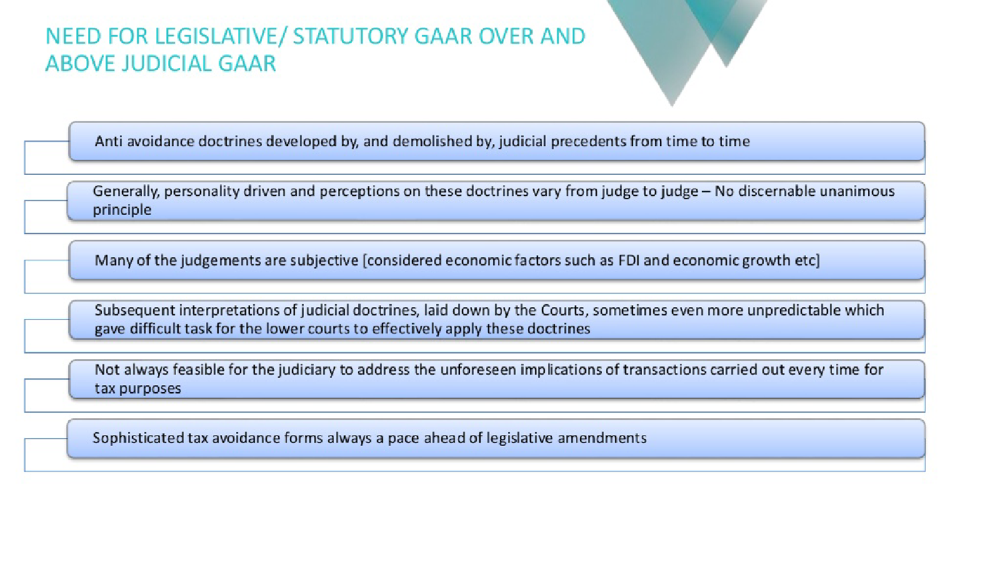 NEED FOR LEGISLATIVE/ STATUTORY GAAR OVER AND
ABOVE JUDICIAL GAAR
Anti avoidance doctrines developed by, and demolished by, judicial precedents from time to time
Generally, personality driven and perceptions on these doctrines vary from judge to judge – No discernable unanimous
principle
Many of the judgements are subjective [considered economic factors such as FDI and economic growth etc]
Subsequent interpretations of judicial doctrines, laid down by the Courts, sometimes even more unpredictable which
gave difficult task for the lower courts to effectively apply these doctrines
Not always feasible for the judiciary to address the unforeseen implications of transactions carried out every time for
tax purposes
Sophisticated tax avoidance forms always a pace ahead of legislative amendments